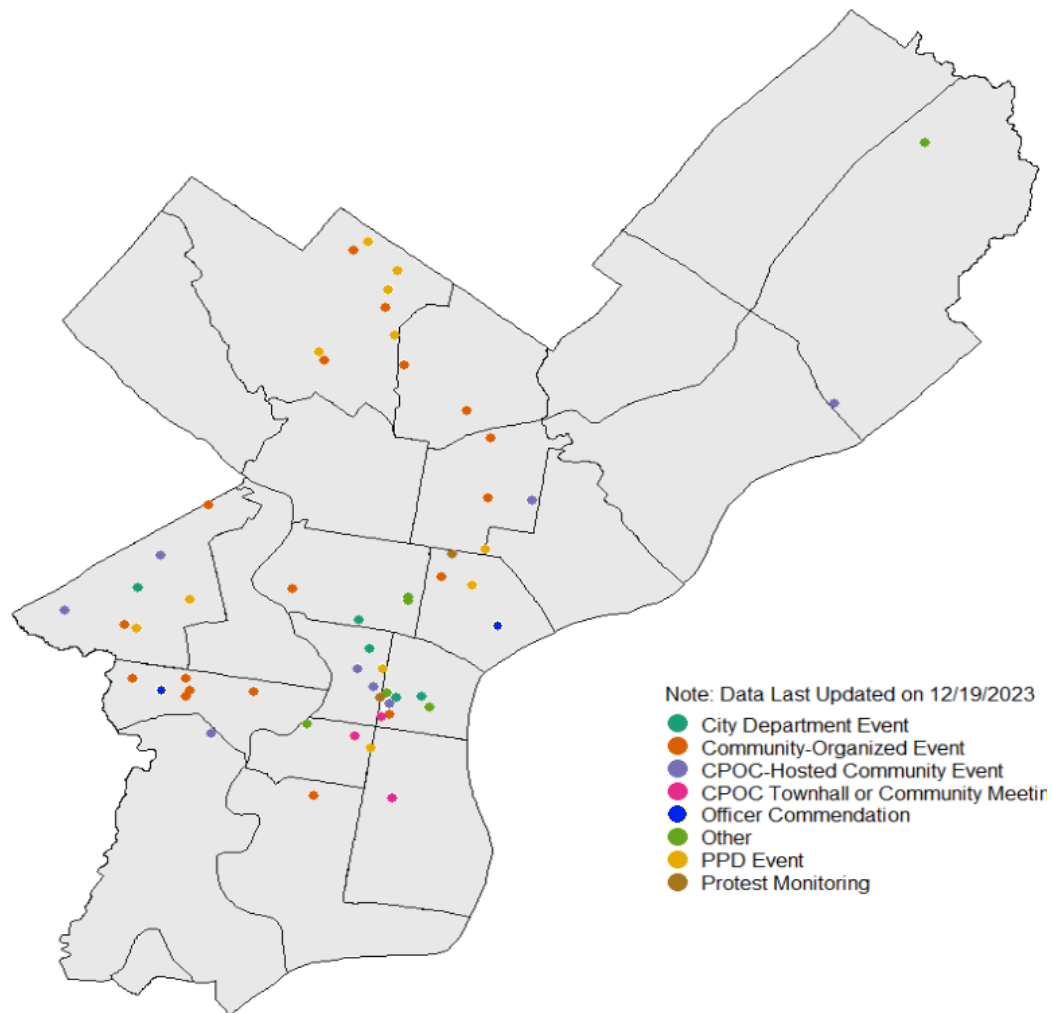 Note: Data Last Updated on 12/19/2023
City Department Event
Community-Organized Event
CPOC-Hosted Community Event
CPOC Townhall or Community Meetin
Officer Commendation
Other
PPD Event
Protest Monitoring